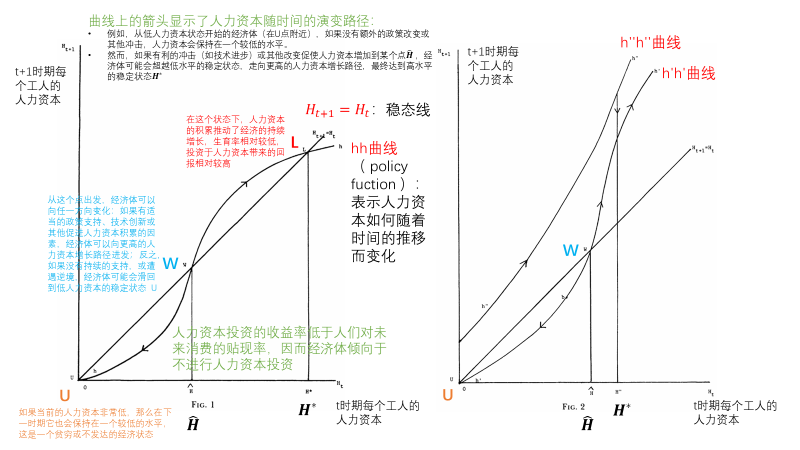 曲线上的箭头显示了人力资本随时间的演变路径：
• 例如，从低人力资本状态开始的经济体（在U点附近），如果没有额外的政策改变或
其他冲击，人力资本会保持在一个较低的水平。
• 然而，如果有利的冲击（如技术进步）或其他改变促使人力资本增加到某个点Ĥ，经
济体可能会超越低水平的稳定状态，走向更高的人力资本增长路径，最终达到高水平
的稳定状态H*
H t+1
t+1时期每
个工人的
人力资本
在这个状态下，人力资本
的积累推动了经济的持续
增长，生育率相对较低，
投资于人力资本带来的回
报相对较高
H_{t+1} = H_t：稳态线
H t+1=H t
L
L
h
hh曲线
（ policy
fuction ）：
表示人力资
本如何随着
时间的推移
而变化
从这个点出发，经济体可以
向任一方向变化：如果有适
当的政策支持、技术创新或
其他促进人力资本积累的因
素，经济体可以向更高的人
力资本增长路径进发；反之，
如果没有持续的支持，或遭
遇逆境，经济体可能会滑回
到低人力资本的稳定状态 U
W
W
人力资本投资的收益率低于人们对未
来消费的贴现率，因而经济体倾向于
不进行人力资本投资
h
U
O
Ĥ
H*
H t
U
FIG. 1
如果当前的人力资本非常低，那么在下
一时期它也会保持在一个较低的水平，
这是一个贫穷或不发达的经济状态
Ĥ
H*
t时期每个工人的
人力资本
h''h''曲线
H t+1
t+1时期每
个工人的
人力资本
h''
h'
h'h'曲线
H t+1=H t
W
W
h''
h'
U
O
Ĥ
H*
H t
U
FIG. 2
Ĥ
H*
t时期每个工人的
人力资本